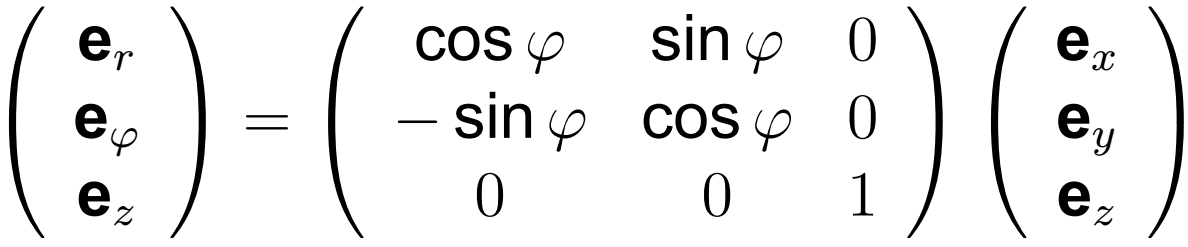 ( e_r ) = ( cos φ sin φ 0 ) ( e_x )
( e_φ ) = ( − sin φ cos φ 0 ) ( e_y )
( e_z ) = ( 0 0 1 ) ( e_z )